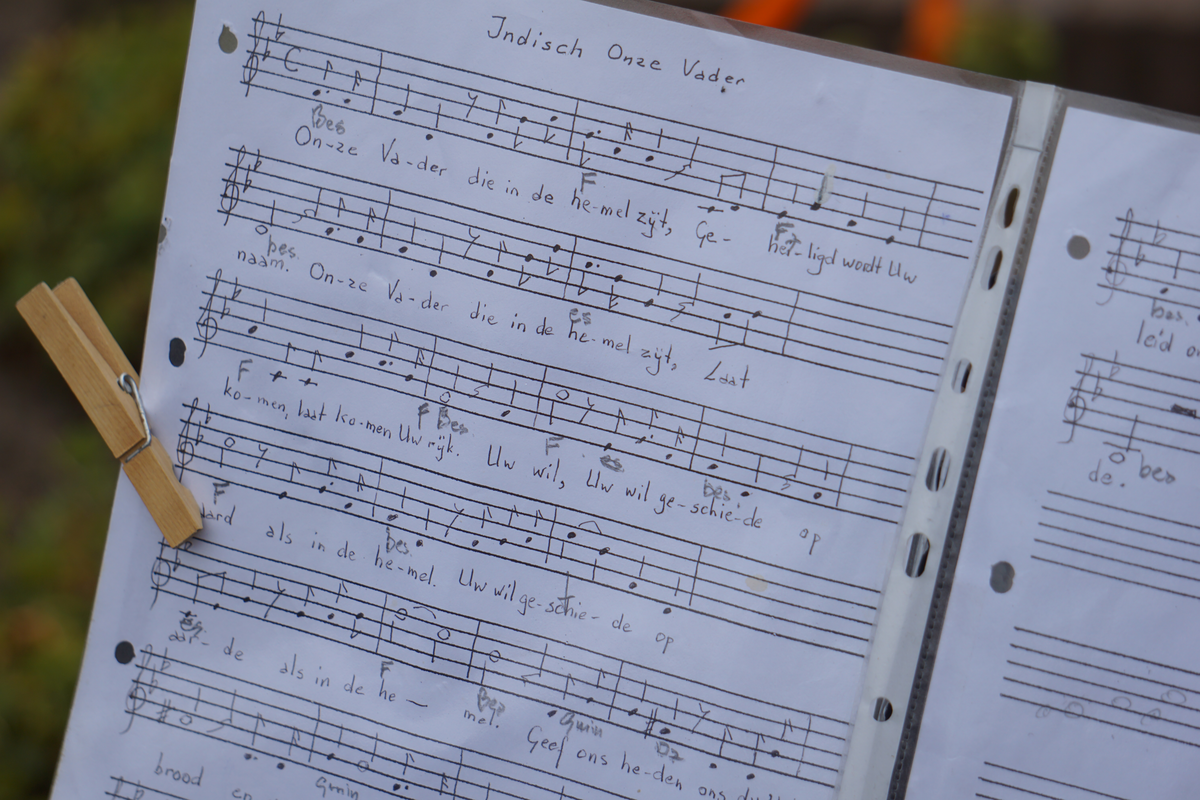 Indisch Onze Vader
C
Bes F F7
On-ze Va-der die in de he-mel zijt, Ge- hei-ligd wordt Uw
bes. es
naam. On-ze Va-der die in de he-mel zijt, Laat
F F Bes F es bes
ko-men, laat ko-men Uw rijk. Uw wil, Uw wil ge-schie-de op
F bes. F
aard als in de he-mel. Uw wil ge-schie-de op
Es F Bes Gmin D7
aar-de als in de he- mel. Geef ons he-den ons
Gmin
brood en
bes.
leid
bes
de.